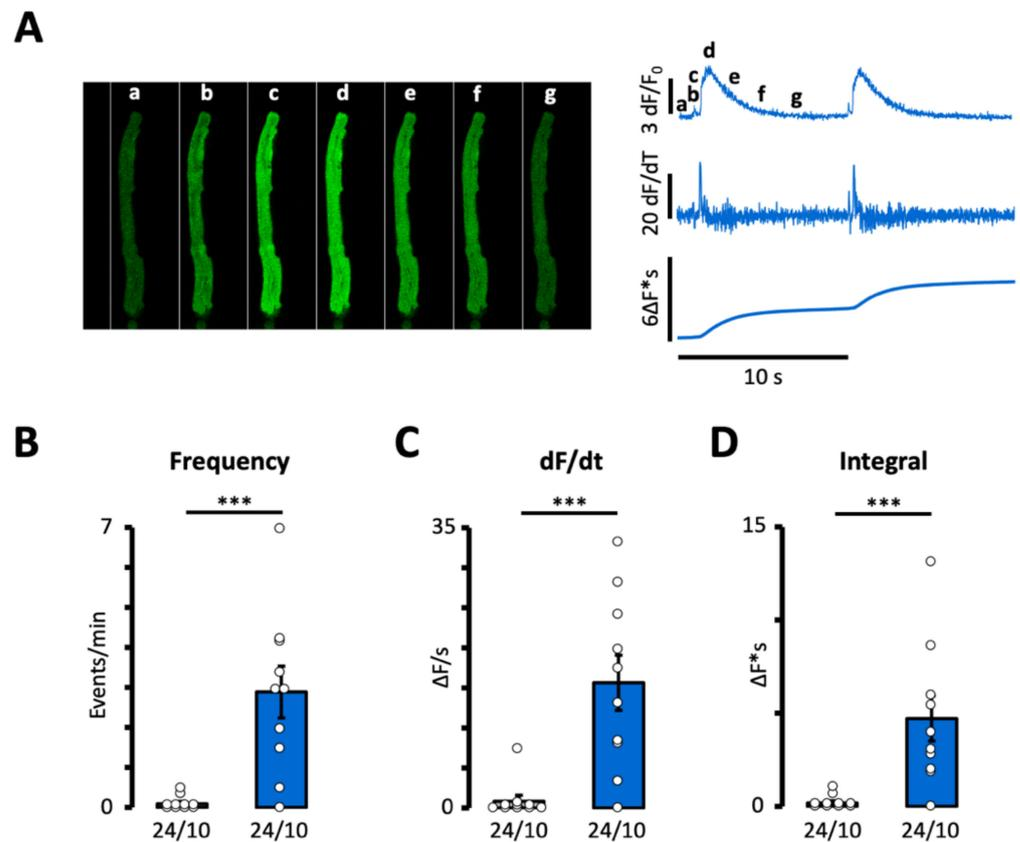 A
a b c d e f g
3 dF/F0
a b c d e f g
20 dF/dT
6ΔF*s
10 s
B
Frequency
***
7
Events/min
0
24/10 24/10
C
dF/dt
***
35
ΔF/s
0
24/10 24/10
D
Integral
***
15
ΔF*s
0
24/10 24/10